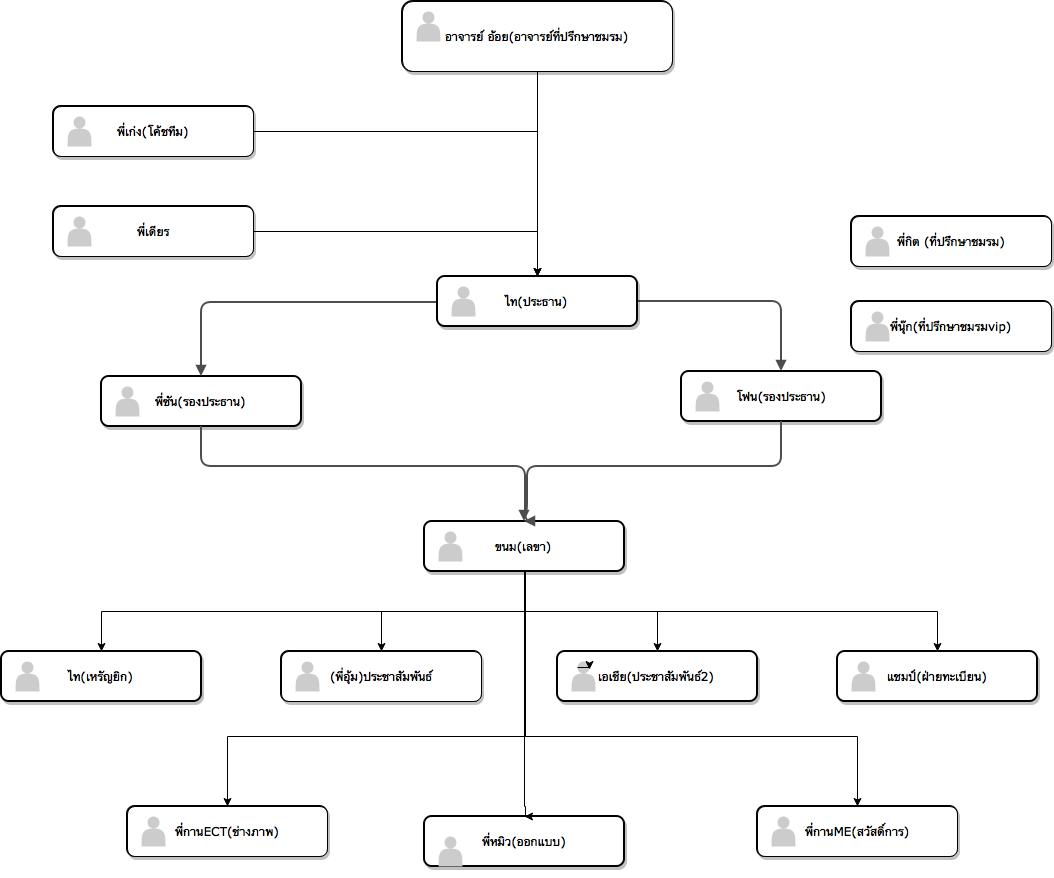 อาจารย์ อ้อย(อาจารย์ที่ปรึกษาชมรม)
พี่เก่ง(โค้ชทีม)
พี่เดียร
พี่กิต (ที่ปรึกษาชมรม)
ไท(ประธาน)
พี่นุ๊ก(ที่ปรึกษาชมรมvip)
พี่ซัน(รองประธาน)
โฟน(รองประธาน)
ขนม(เลขา)
ไท(เหรัญยิก)
(พี่อุ้ม)ประชาสัมพันธ์
เอเชีย(ประชาสัมพันธ์2)
แชมป์(ฝ่ายทะเบียน)
พี่กานECT(ช่างภาพ)
พี่หมิว(ออกแบบ)
พี่กานME(สวัสดิ์การ)